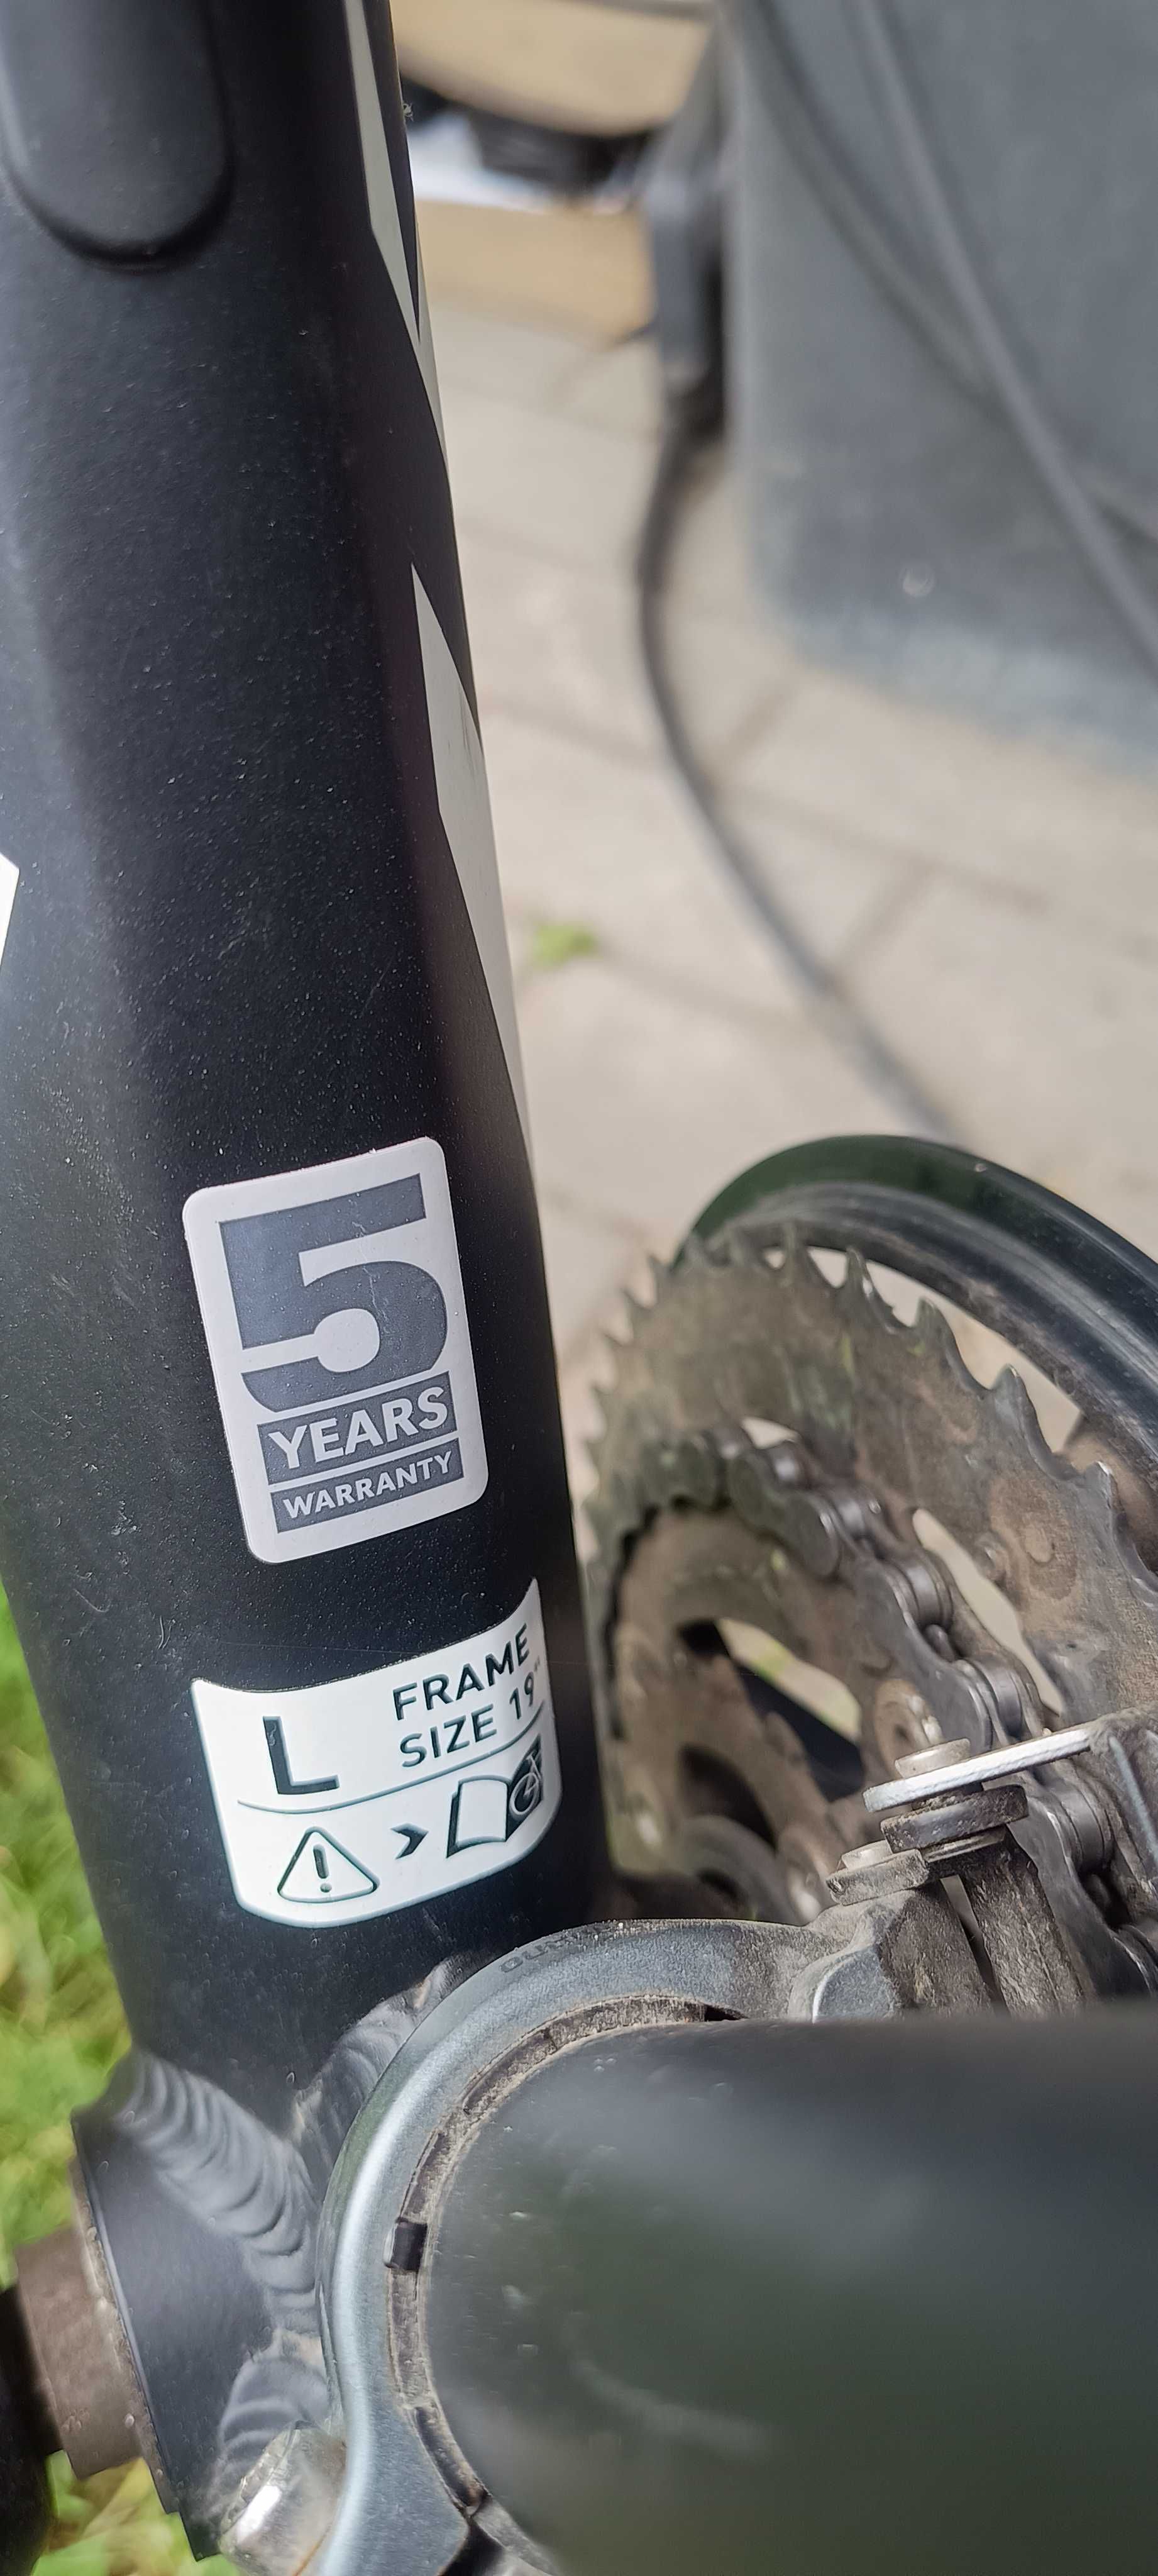 5
YEARS
WARRANTY
L
FRAME
SIZE 19"